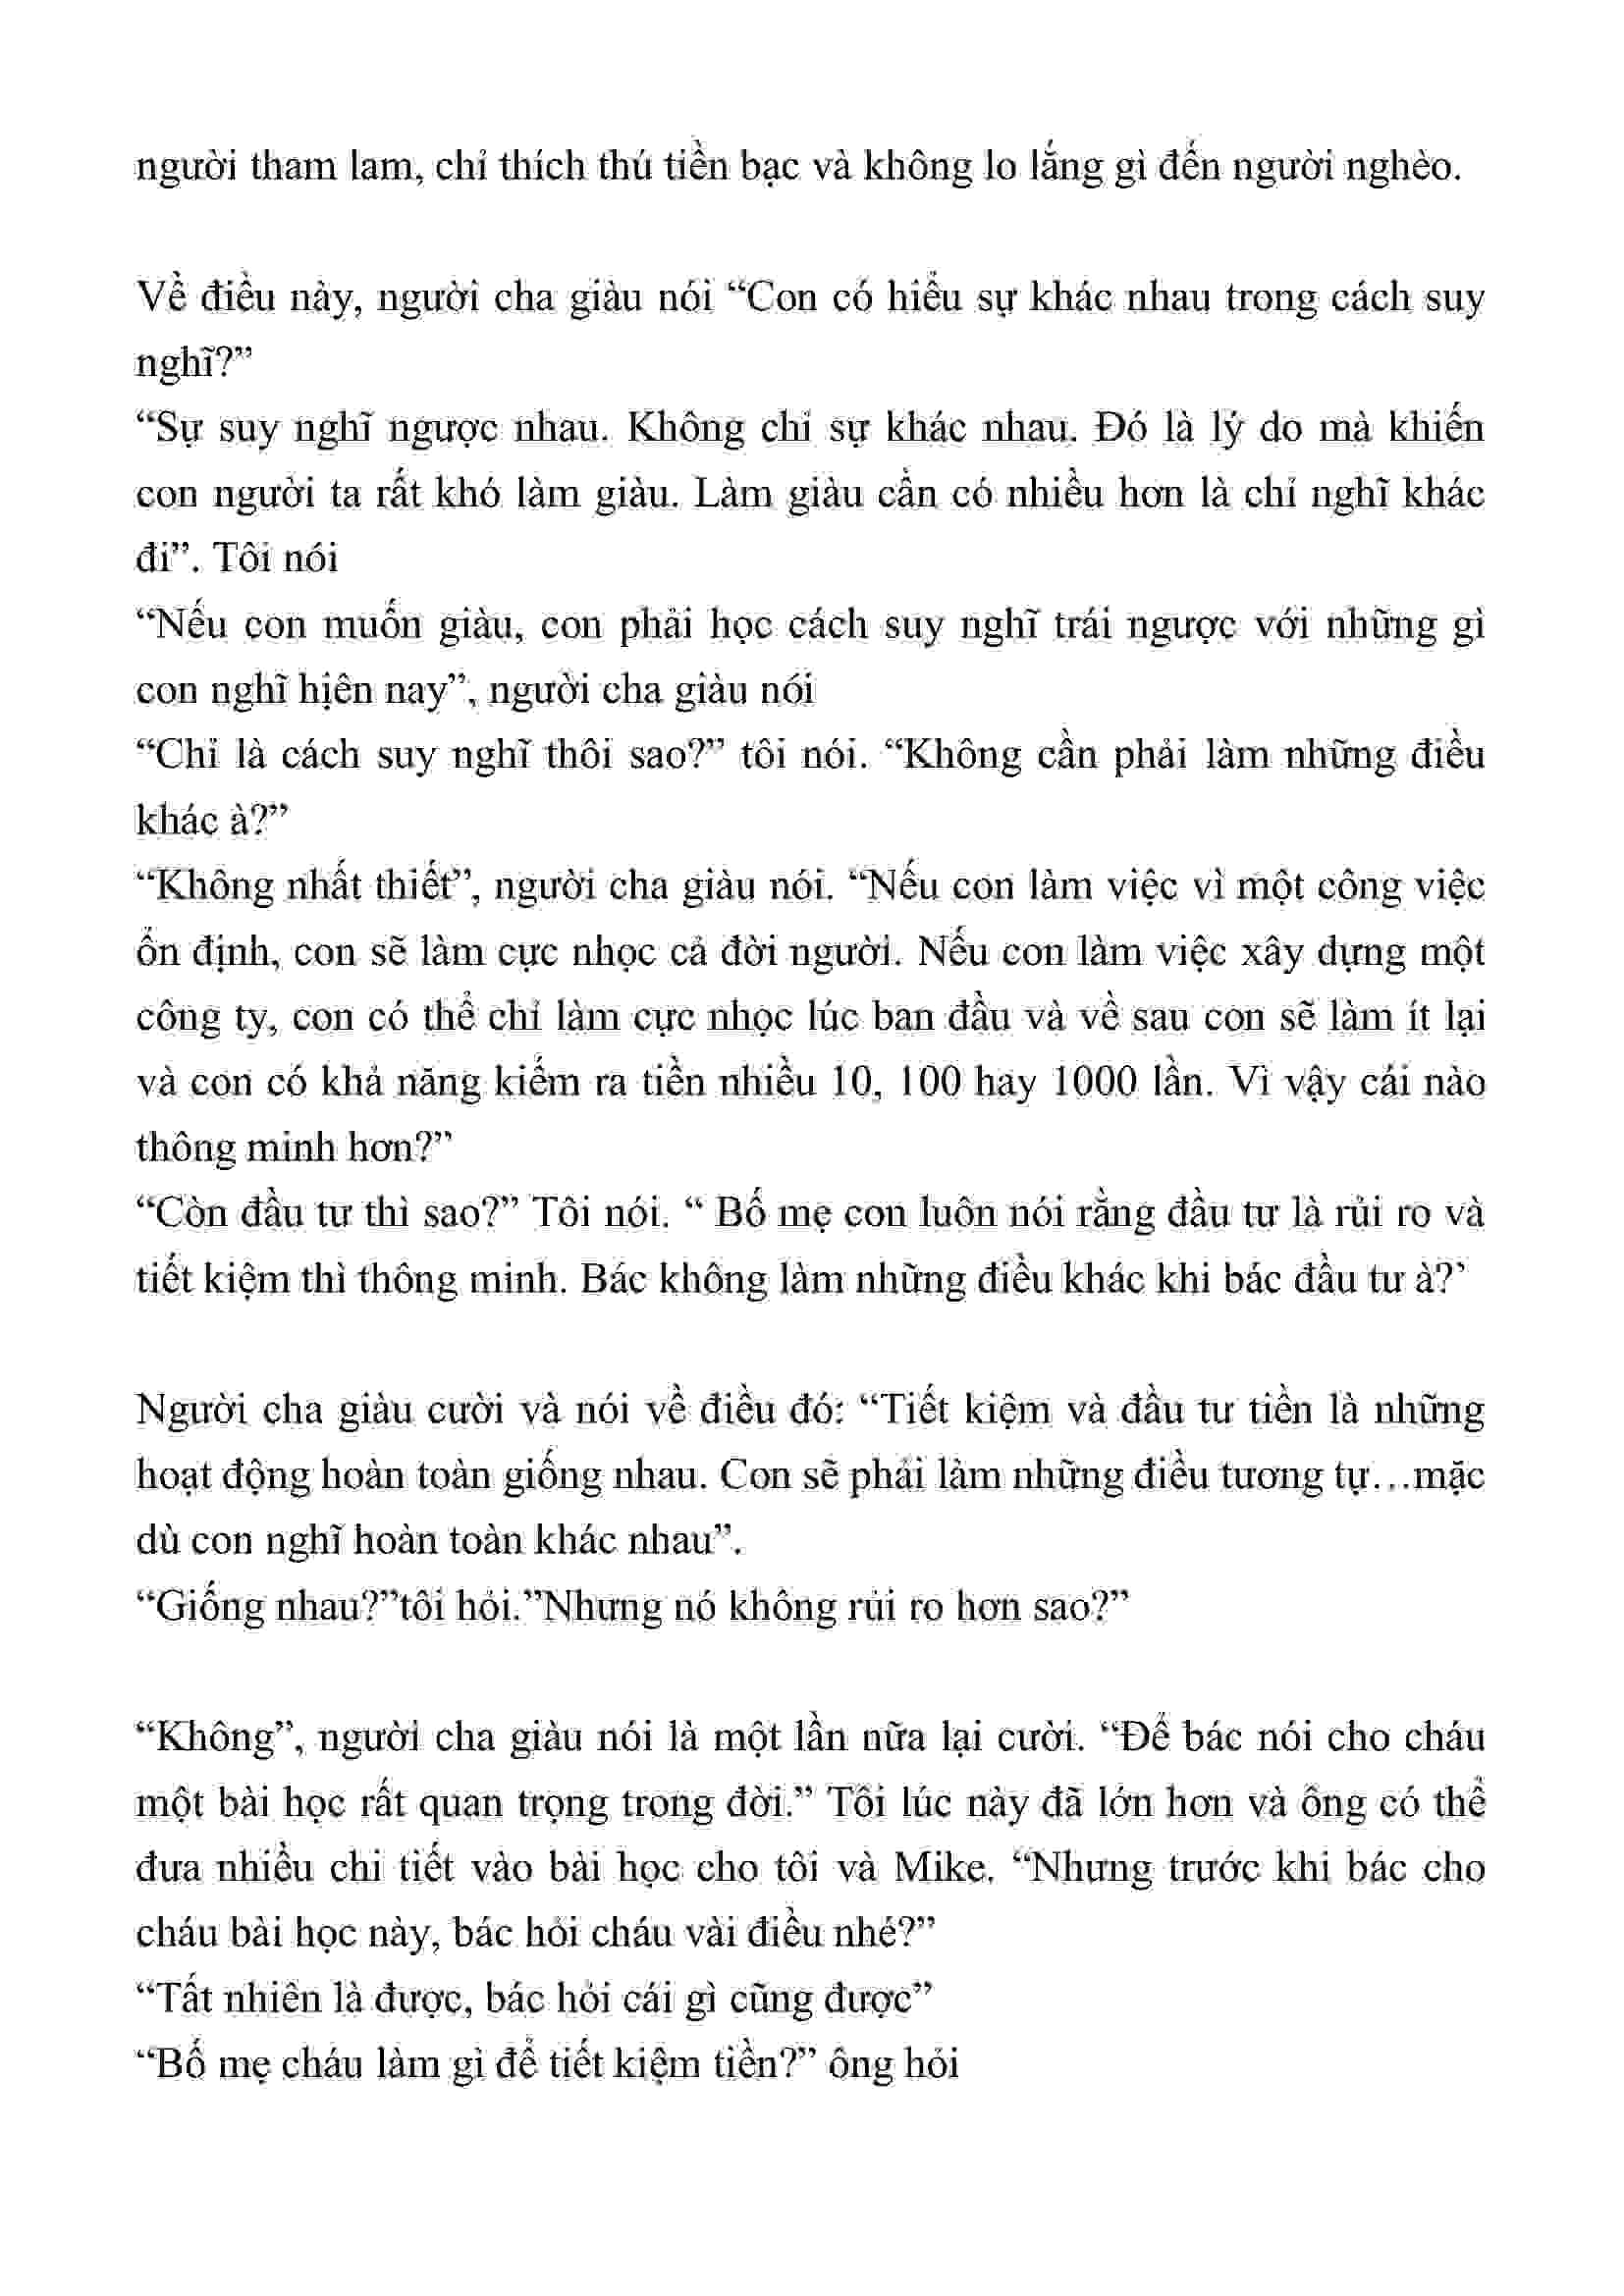 người tham lam, chỉ thích thú tiền bạc và không lo lắng gì đến người nghèo.
Về điều này, người cha giàu nói “Con có hiểu sự khác nhau trong cách suy
nghĩ?”
“Sự suy nghĩ ngược nhau. Không chỉ sự khác nhau. Đó là lý do mà khiến
con người ta rất khó làm giàu. Làm giàu cần có nhiều hơn là chỉ nghĩ khác
đi”. Tôi nói
“Nếu con muốn giàu, con phải học cách suy nghĩ trái ngược với những gì
con nghĩ hịên nay”, người cha giàu nói
“Chỉ là cách suy nghĩ thôi sao?” tôi nói. “Không cần phải làm những điều
khác à?”
“Không nhất thiết”, người cha giàu nói. “Nếu con làm việc vì một công việc
ổn định, con sẽ làm cực nhọc cả đời người. Nếu con làm việc xây dựng một
công ty, con có thể chỉ làm cực nhọc lúc ban đầu và về sau con sẽ làm ít lại
và con có khả năng kiếm ra tiền nhiều 10, 100 hay 1000 lần. Vì vậy cái nào
thông minh hơn?”
“Còn đầu tư thì sao?” Tôi nói. “ Bố mẹ con luôn nói rằng đầu tư là rủi ro và
tiết kiệm thì thông minh. Bác không làm những điều khác khi bác đầu tư à?’
Người cha giàu cười và nói về điều đó: “Tiết kiệm và đầu tư tiền là những
hoạt động hoàn toàn giống nhau. Con sẽ phải làm những điều tương tự…mặc
dù con nghĩ hoàn toàn khác nhau”.
“Giống nhau?”tôi hỏi.”Nhưng nó không rủi ro hơn sao?”
“Không”, người cha giàu nói là một lần nữa lại cười. “Để bác nói cho cháu
một bài học rất quan trọng trong đời.” Tôi lúc này đã lớn hơn và ông có thể
đưa nhiều chi tiết vào bài học cho tôi và Mike. “Nhưng trước khi bác cho
cháu bài học này, bác hỏi cháu vài điều nhé?”
“Tất nhiên là được, bác hỏi cái gì cũng được”
“Bố mẹ cháu làm gì để tiết kiệm tiền?” ông hỏi